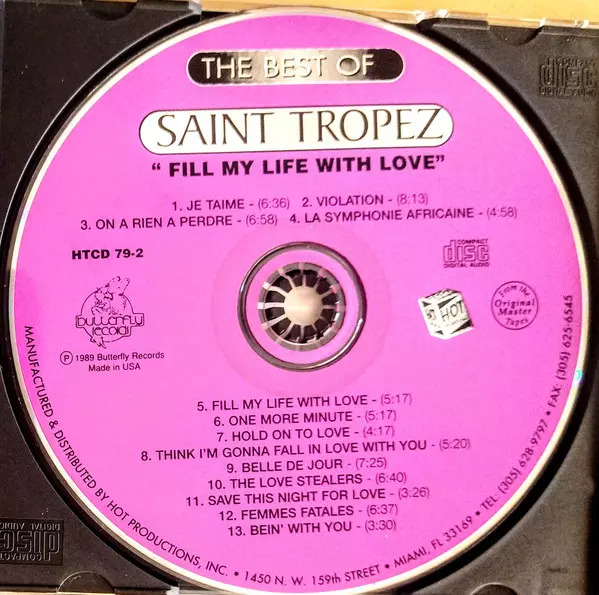 THE BEST OF
SAINT TROPEZ
" FILL MY LIFE WITH LOVE"
1. JE TAIME - (6:36) 2. VIOLATION - (8:13)
3. ON A RIEN A PERDRE - (6:58) 4. LA SYMPHONIE AFRICAINE - (4:58)
HTCD 79-2
COMPACT
disc
DIGITAL AUDIO
butterfly
records
HOT
From the
Original
Master
Tapes
Ⓟ 1989 Butterfly Records
Made in USA
5. FILL MY LIFE WITH LOVE - (5:17)
6. ONE MORE MINUTE - (5:17)
7. HOLD ON TO LOVE - (4:17)
8. THINK I'M GONNA FALL IN LOVE WITH YOU - (5:20)
9. BELLE DE JOUR - (7:25)
10. THE LOVE STEALERS - (6:40)
11. SAVE THIS NIGHT FOR LOVE - (3:26)
12. FEMMES FATALES - (6:37)
13. BEIN' WITH YOU - (3:30)
MANUFACTURED & DISTRIBUTED BY HOT PRODUCTIONS, INC. • 1450 N. W. 159th STREET • MIAMI, FL 33169 • TEL (305) 628-9797 • FAX: (305) 625-6545
COMPACT
disc
DIGITAL AUDIO
COMPACT
disc
DIGITAL AUDIO